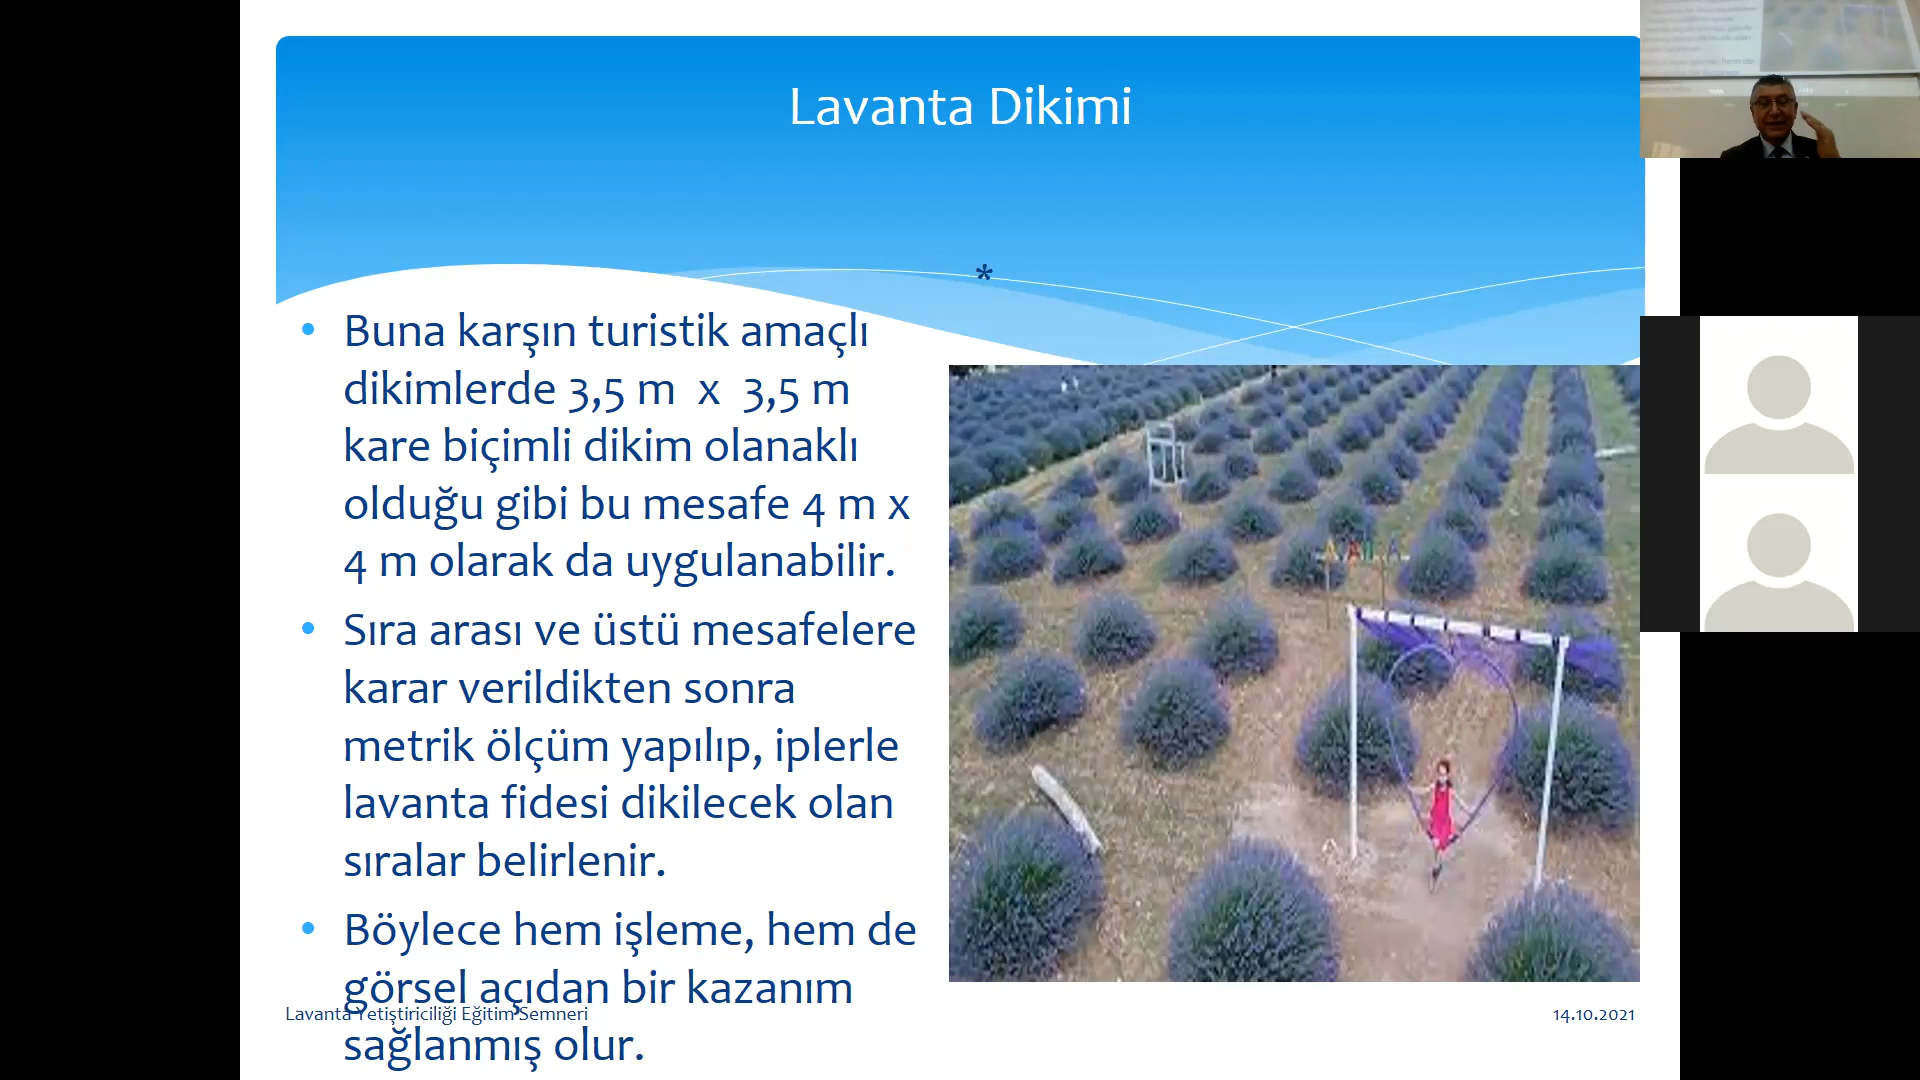 Lavanta Dikimi
*
• Buna karşın turistik amaçlı
dikimlerde 3,5 m x 3,5 m
kare biçimli dikim olanaklı
olduğu gibi bu mesafe 4 m x
4 m olarak da uygulanabilir.
• Sıra arası ve üstü mesafelere
karar verildikten sonra
metrik ölçüm yapılıp, iplerle
lavanta fidesi dikilecek olan
sıralar belirlenir.
• Böylece hem işleme, hem de
görsel açıdan bir kazanım
sağlanmış olur.
Lavanta Yetiştiriciliği Eğitim Semneri
14.10.2021